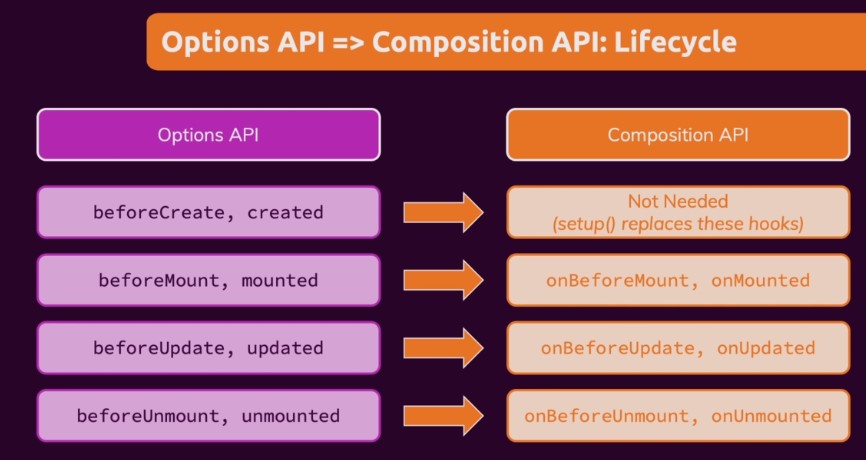 Options API => Composition API: Lifecycle
Options API
Composition API
beforeCreate, created
Not Needed
(setup() replaces these hooks)
beforeMount, mounted
onBeforeMount, onMounted
beforeUpdate, updated
onBeforeUpdate, onUpdated
beforeUnmount, unmounted
onBeforeUnmount, onUnmounted